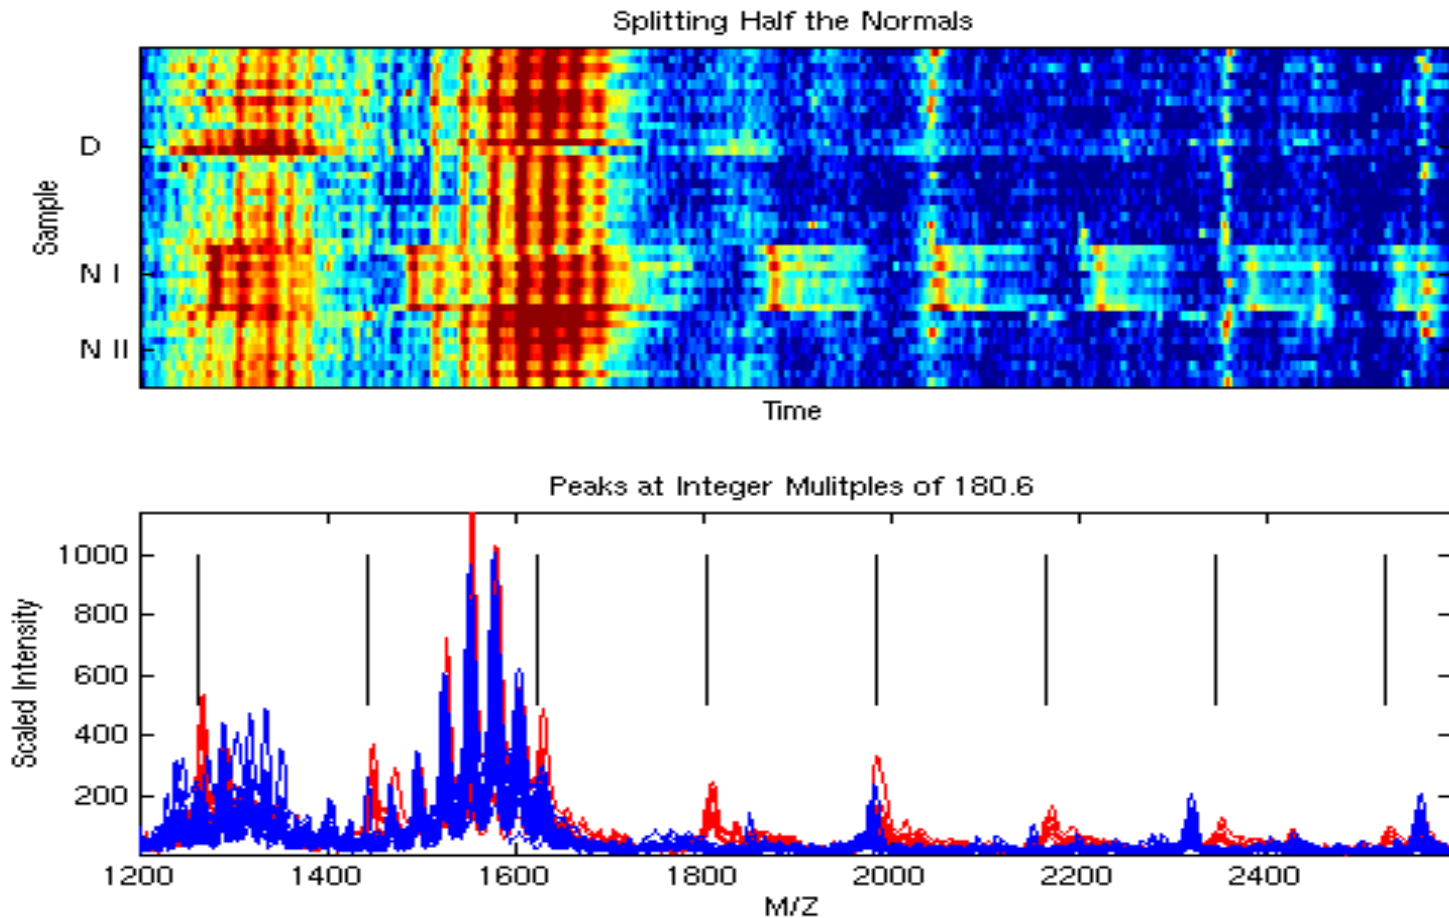 Splitting Half the Normals
D
Sample
N I
N II
Time
Peaks at Integer Mulitples of 180.6
1000
800
Scaled Intensity
600
400
200
1200 1400 1600 1800 2000 2200 2400
M/Z